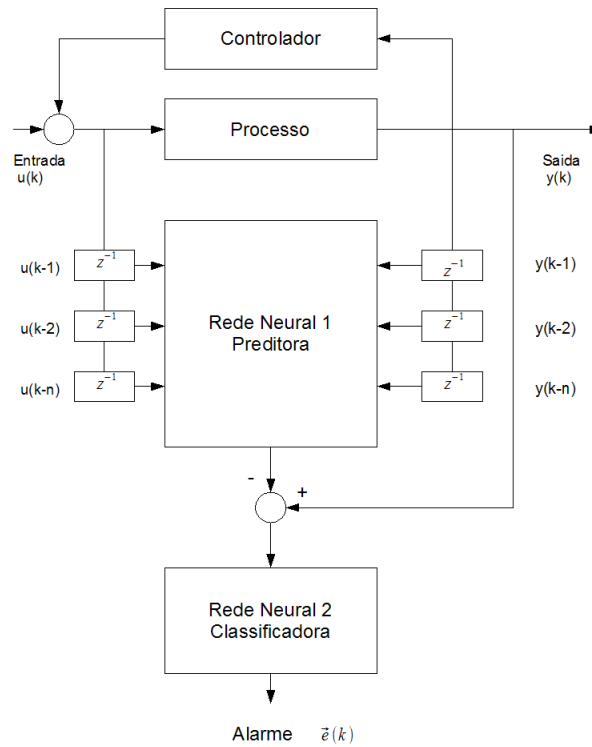 Controlador
Processo
Entrada
u(k)
Saida
y(k)
u(k-1)
z⁻¹
z⁻¹
y(k-1)
u(k-2)
z⁻¹
Rede Neural 1
Preditora
z⁻¹
y(k-2)
u(k-n)
z⁻¹
z⁻¹
y(k-n)
-
+
Rede Neural 2
Classificadora
Alarme e⃗(k)